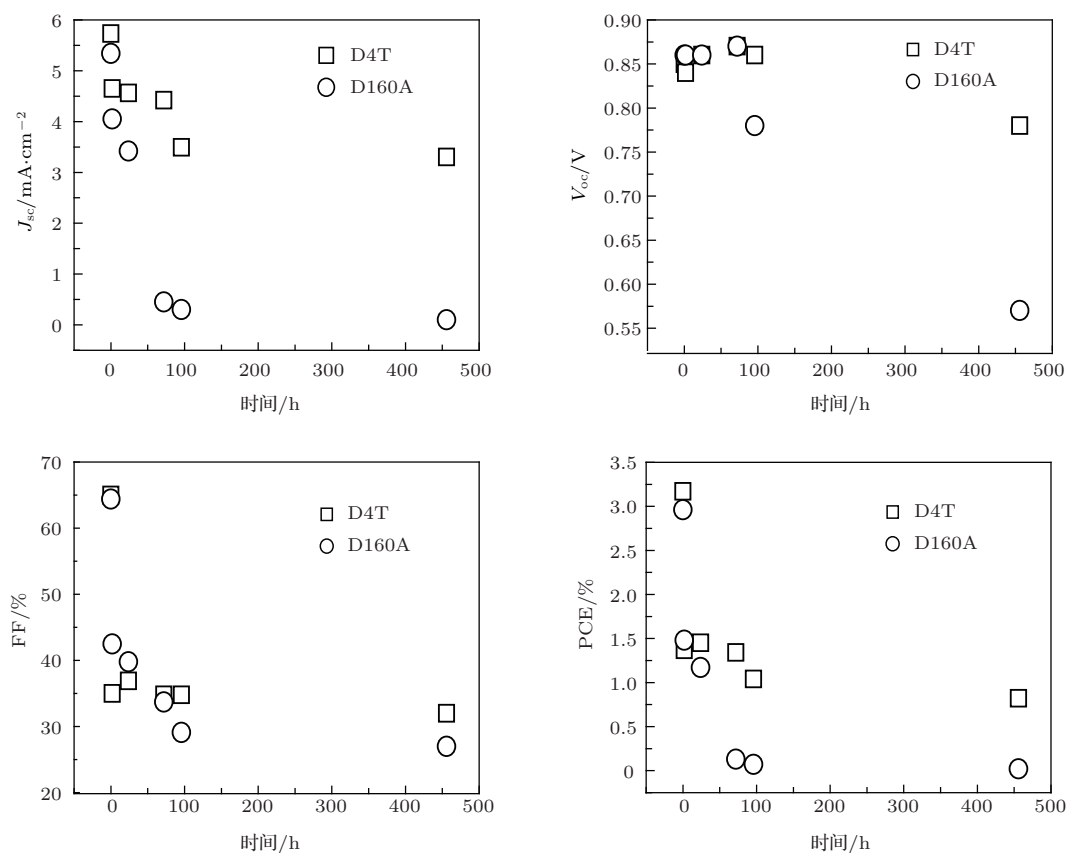 6
5
4
3
2
1
0
J_sc/mA·cm⁻²
D4T
D160A
0 100 200 300 400 500
时间/h
0.90
0.85
0.80
0.75
0.70
0.65
0.60
0.55
V_oc/V
D4T
D160A
0 100 200 300 400 500
时间/h
70
60
50
40
30
20
FF/%
D4T
D160A
0 100 200 300 400 500
时间/h
3.5
3.0
2.5
2.0
1.5
1.0
0.5
0
PCE/%
D4T
D160A
0 100 200 300 400 500
时间/h